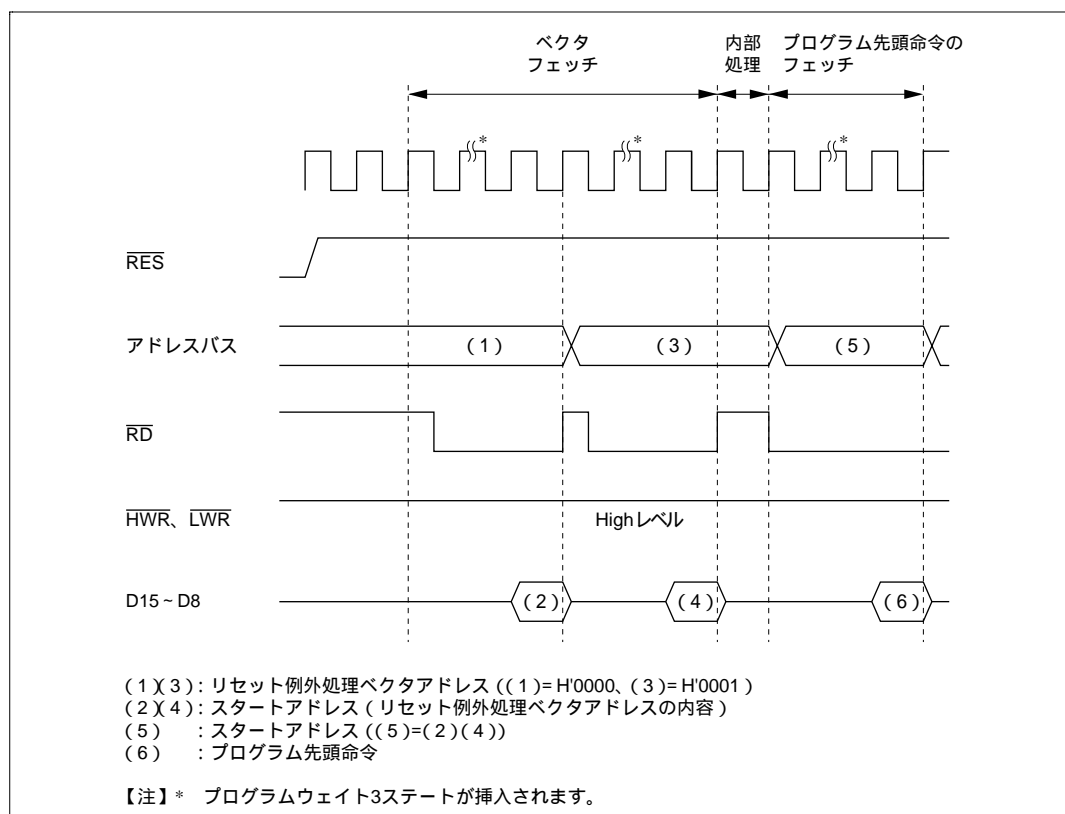 ベクタ
フェッチ
内部
処理
プログラム先頭命令の
フェッチ
*
*
*
RES
アドレスバス
(1)
(3)
(5)
RD
HWR、LWR
Highレベル
D15~D8
(2)
(4)
(6)
(1)(3):リセット例外処理ベクタアドレス((1)= H'0000、(3)= H'0001)
(2)(4):スタートアドレス(リセット例外処理ベクタアドレスの内容)
(5) :スタートアドレス((5)=(2)(4))
(6) :プログラム先頭命令
【注】* プログラムウェイト3ステートが挿入されます。